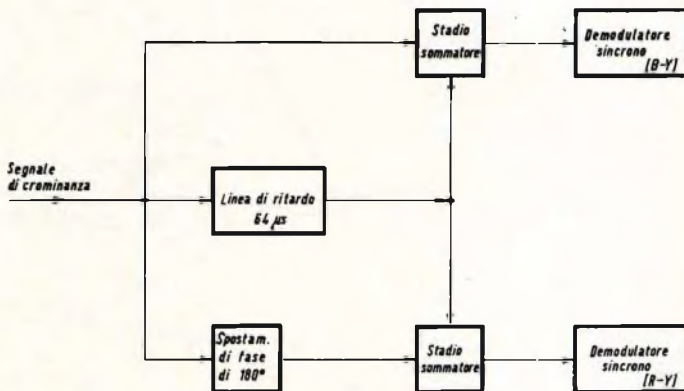 Stadio
sommatore
Demodulatore
sincrono
(B-Y)
Segnale
di crominanza
Linea di ritardo
64 µs
Spostam.
di fase
di 180°
Stadio
sommatore
Demodulatore
sincrono
(R-Y)